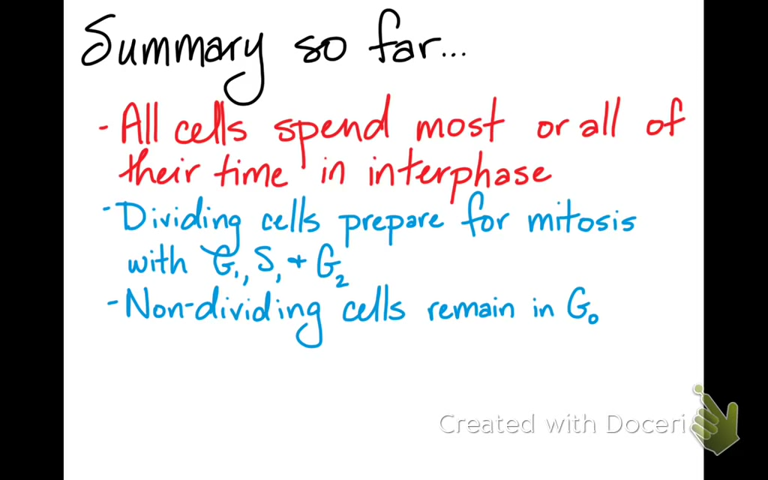 Summary so far...
- All cells spend most or all of
their time in interphase
- Dividing cells prepare for mitosis
with G₁, S, + G₂
- Non-dividing cells remain in G₀
Created with Doceri